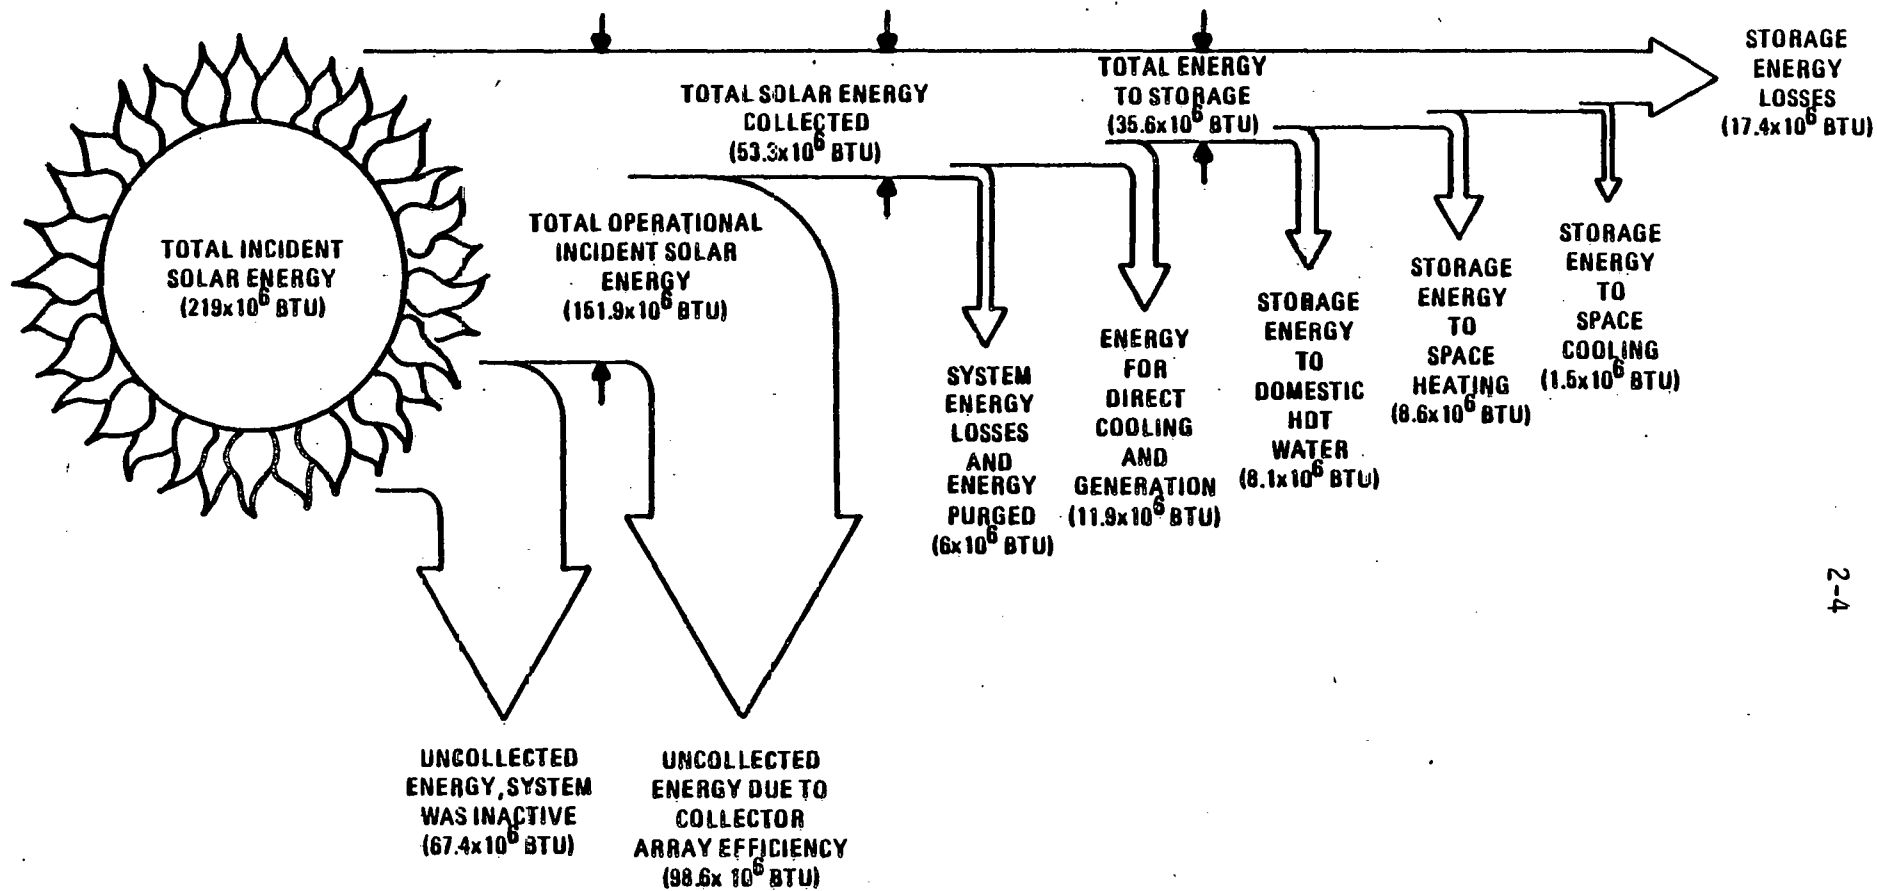 TOTAL INCIDENT
SOLAR ENERGY
(219x10⁶ BTU)
TOTAL OPERATIONAL
INCIDENT SOLAR
ENERGY
(151.9x10⁶ BTU)
TOTAL SOLAR ENERGY
COLLECTED
(53.3x10⁶ BTU)
TOTAL ENERGY
TO STORAGE
(35.6x10⁶ BTU)
STORAGE
ENERGY
LOSSES
(17.4x10⁶ BTU)
UNCOLLECTED
ENERGY, SYSTEM
WAS INACTIVE
(67.4x10⁶ BTU)
UNCOLLECTED
ENERGY DUE TO
COLLECTOR
ARRAY EFFICIENCY
(98.6x 10⁶ BTU)
SYSTEM
ENERGY
LOSSES
AND
ENERGY
PURGED
(6x10⁶ BTU)
ENERGY
FOR
DIRECT
COOLING
AND
GENERATION
(11.9x10⁶ BTU)
STORAGE
ENERGY
TO
DOMESTIC
HOT
WATER
(8.1x10⁶ BTU)
STORAGE
ENERGY
TO
SPACE
HEATING
(8.6x10⁶ BTU)
STORAGE
ENERGY
TO
SPACE
COOLING
(1.5x10⁶ BTU)
2-4